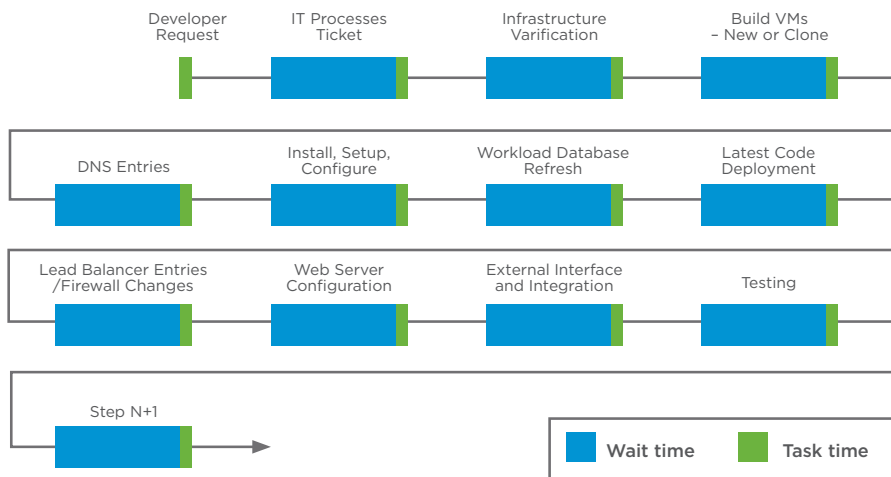 Developer
Request
IT Processes
Ticket
Infrastructure
Varification
Build VMs
– New or Clone
DNS Entries
Install, Setup,
Configure
Workload Database
Refresh
Latest Code
Deployment
Lead Balancer Entries
/Firewall Changes
Web Server
Configuration
External Interface
and Integration
Testing
Step N+1
Wait time
Task time